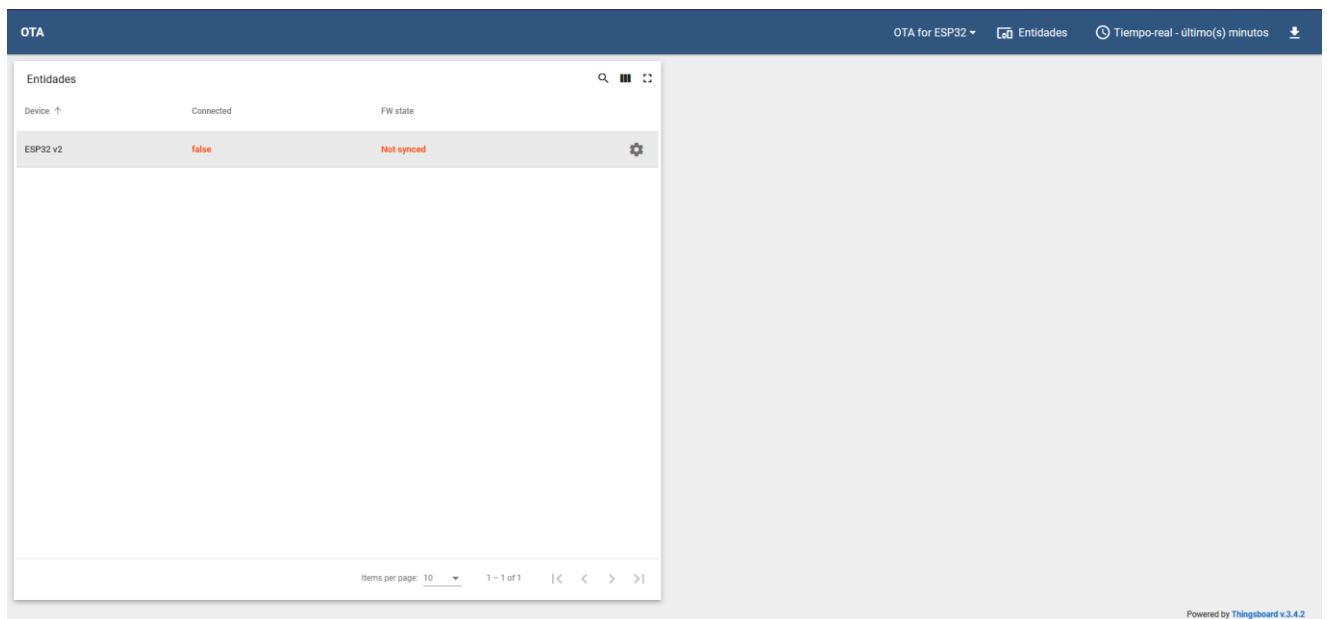 OTA
OTA for ESP32
Entidades
Tiempo-real - último(s) minutos
Entidades
Device Connected FW state
ESP32 v2 false Not synced
Items per page: 10 1 – 1 of 1
Powered by Thingsboard v.3.4.2